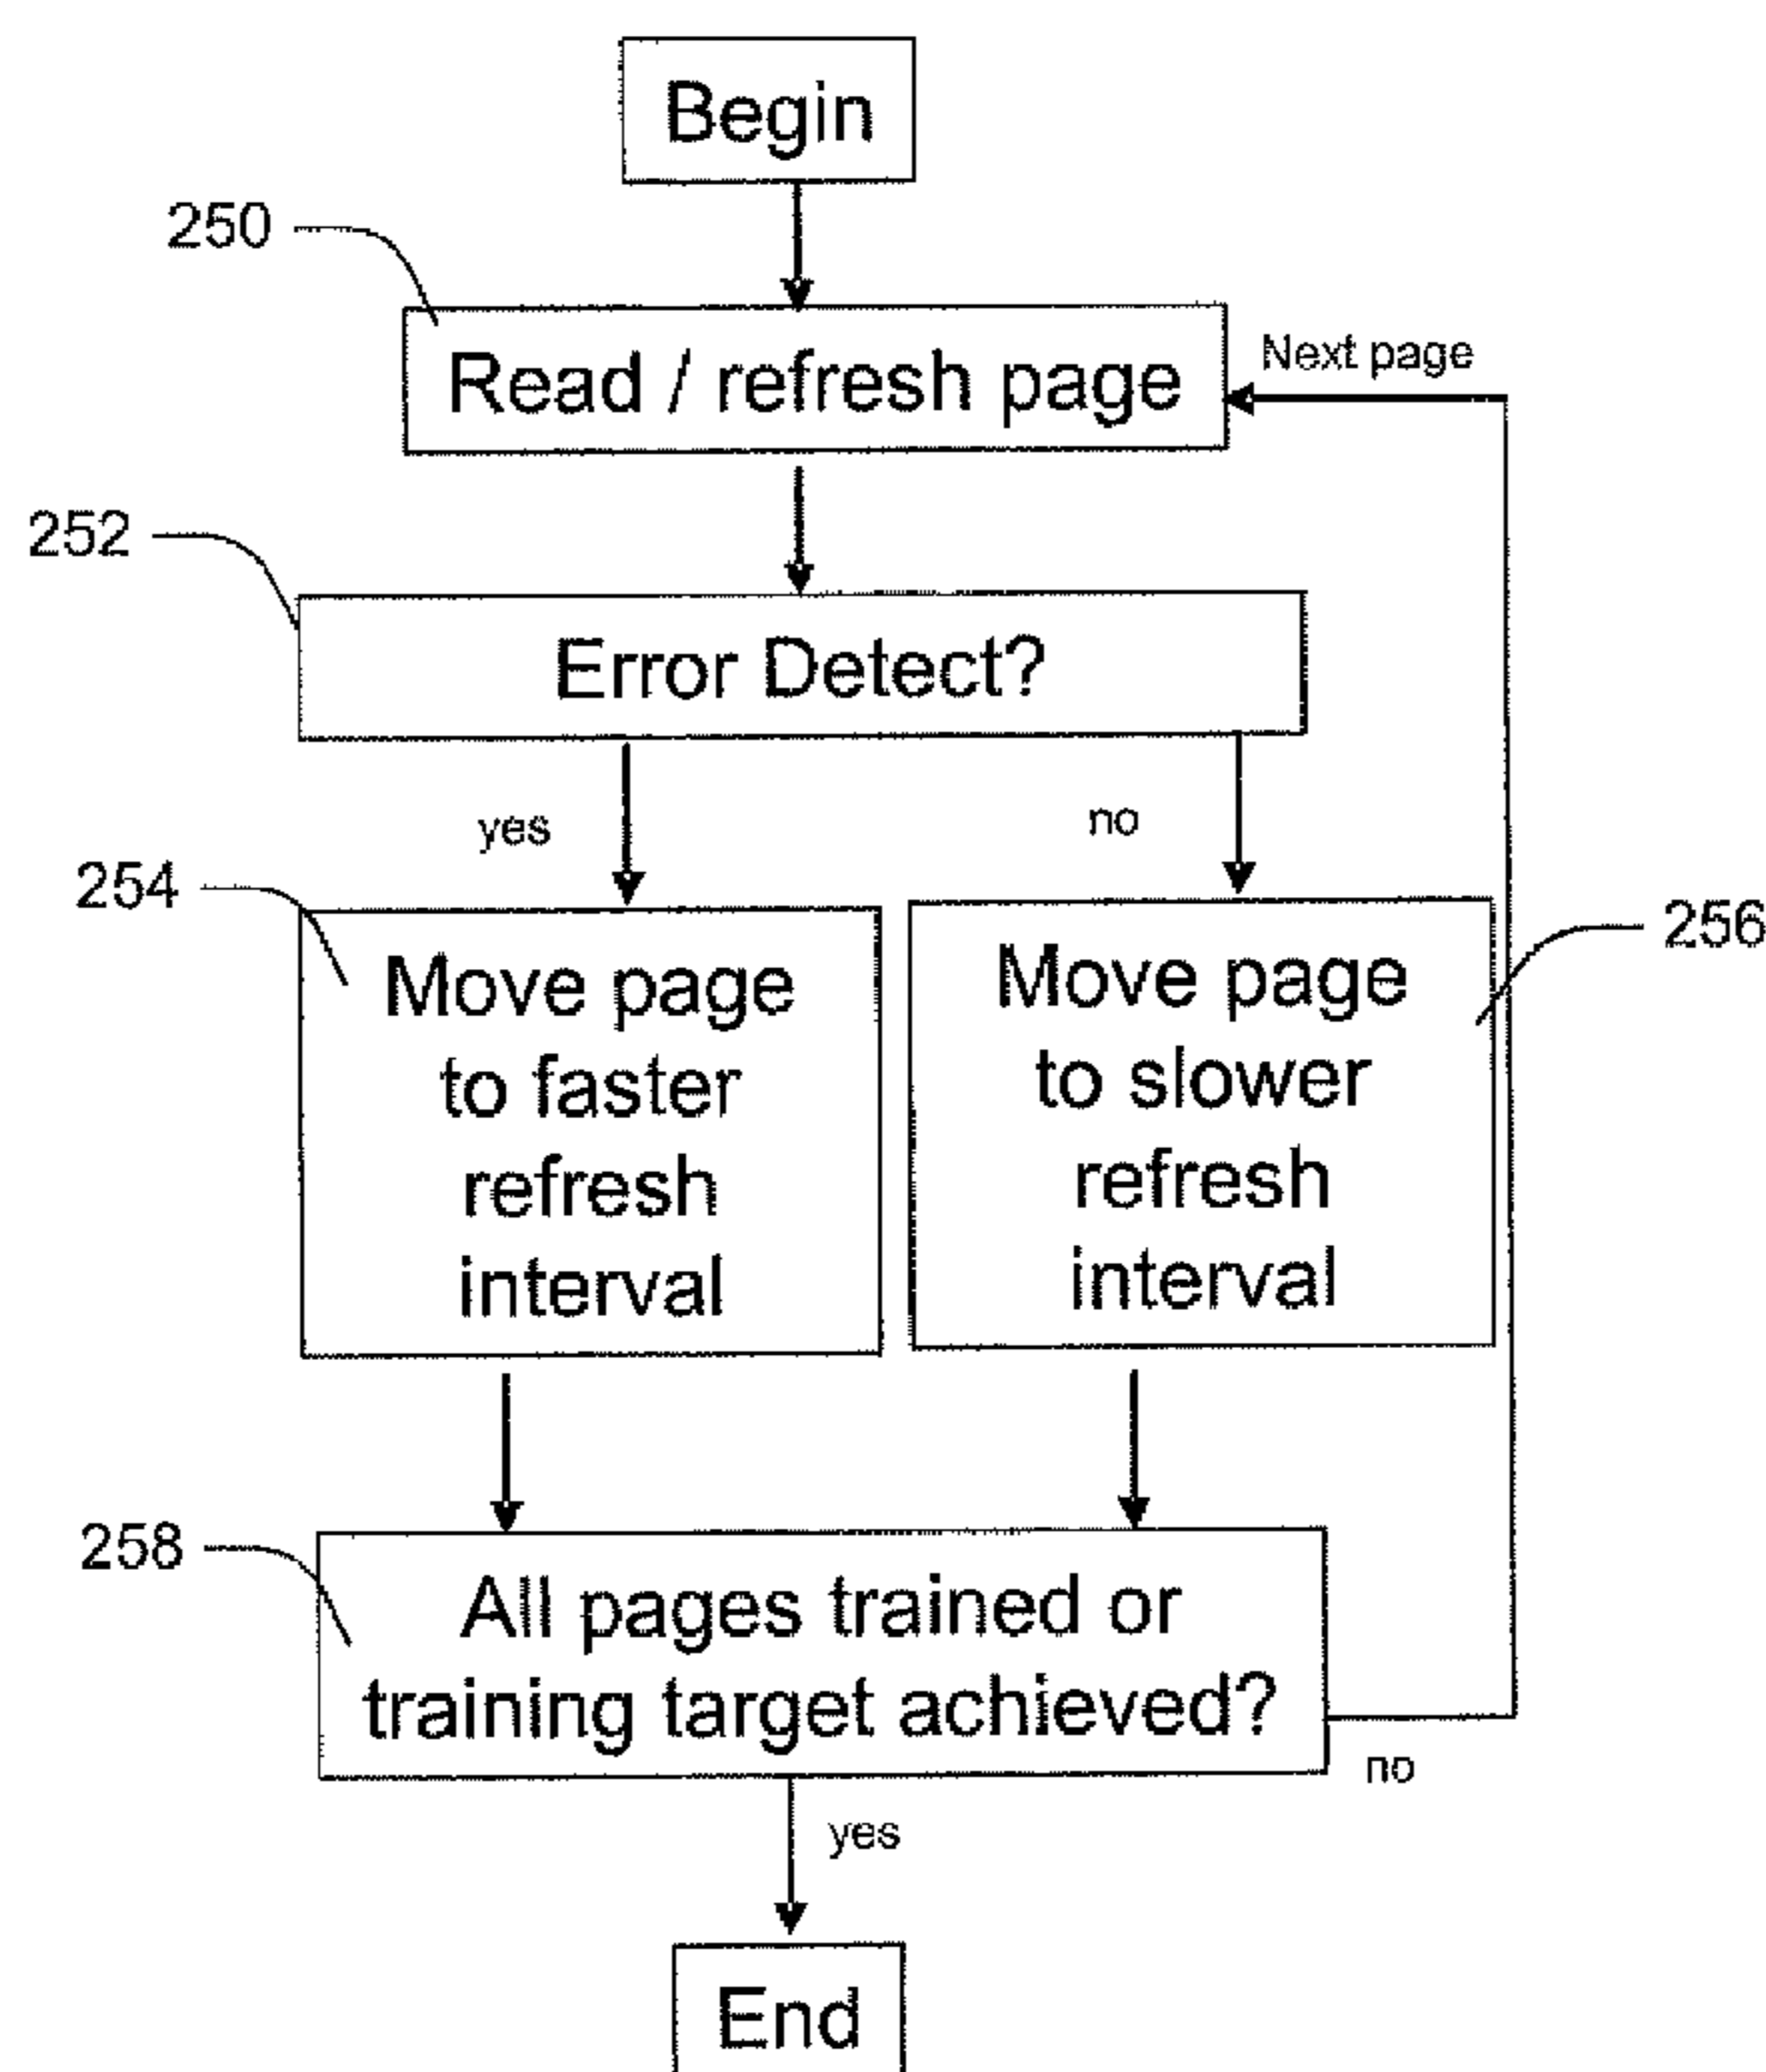 Begin
250
Read / refresh page
Next page
252
Error Detect?
yes
no
254
256
Move page
to faster
refresh
interval
Move page
to slower
refresh
interval
258
All pages trained or
training target achieved?
no
yes
End